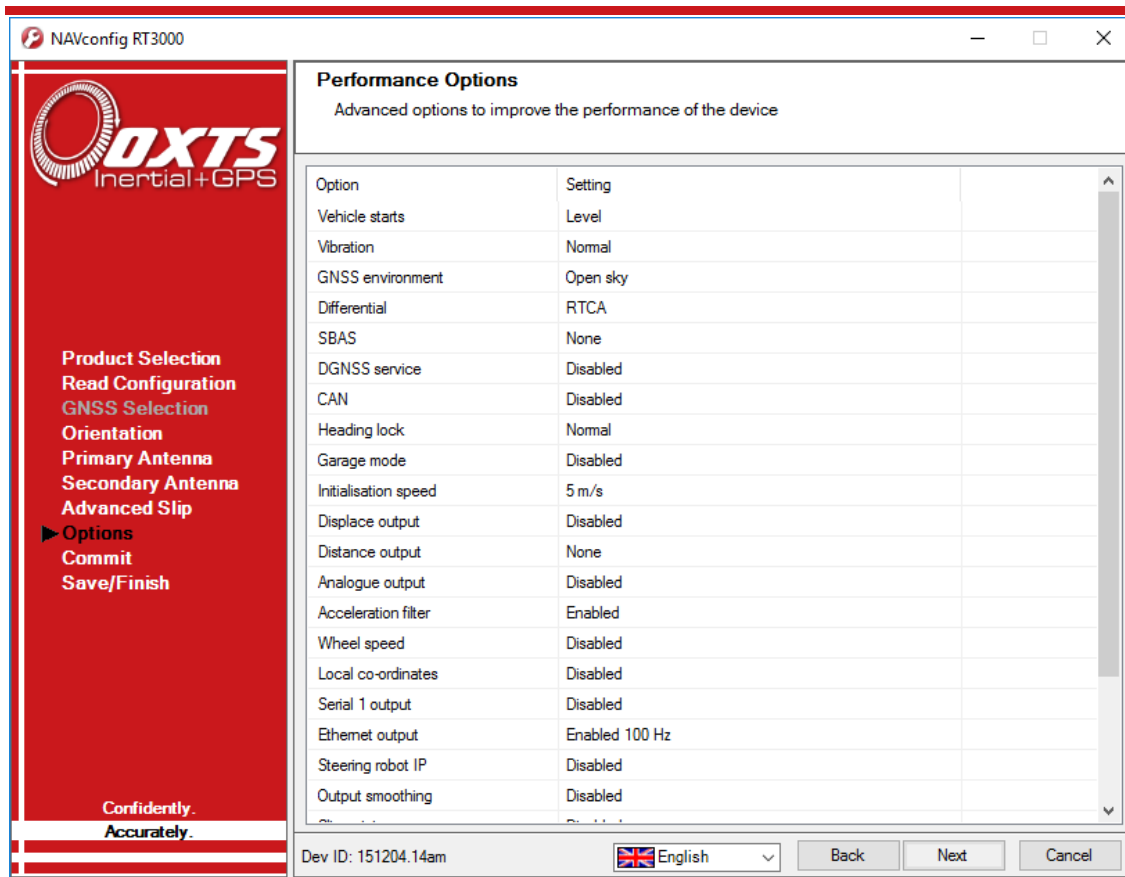 NAVconfig RT3000
OXTS
Inertial+GPS
Product Selection
Read Configuration
GNSS Selection
Orientation
Primary Antenna
Secondary Antenna
Advanced Slip
Options
Commit
Save/Finish
Confidently.
Accurately.
Performance Options
Advanced options to improve the performance of the device
Option Setting
Vehicle starts Level
Vibration Normal
GNSS environment Open sky
Differential RTCA
SBAS None
DGNSS service Disabled
CAN Disabled
Heading lock Normal
Garage mode Disabled
Initialisation speed 5 m/s
Displace output Disabled
Distance output None
Analogue output Disabled
Acceleration filter Enabled
Wheel speed Disabled
Local co-ordinates Disabled
Serial 1 output Disabled
Ethernet output Enabled 100 Hz
Steering robot IP Disabled
Output smoothing Disabled
Dev ID: 151204.14am English Back Next Cancel